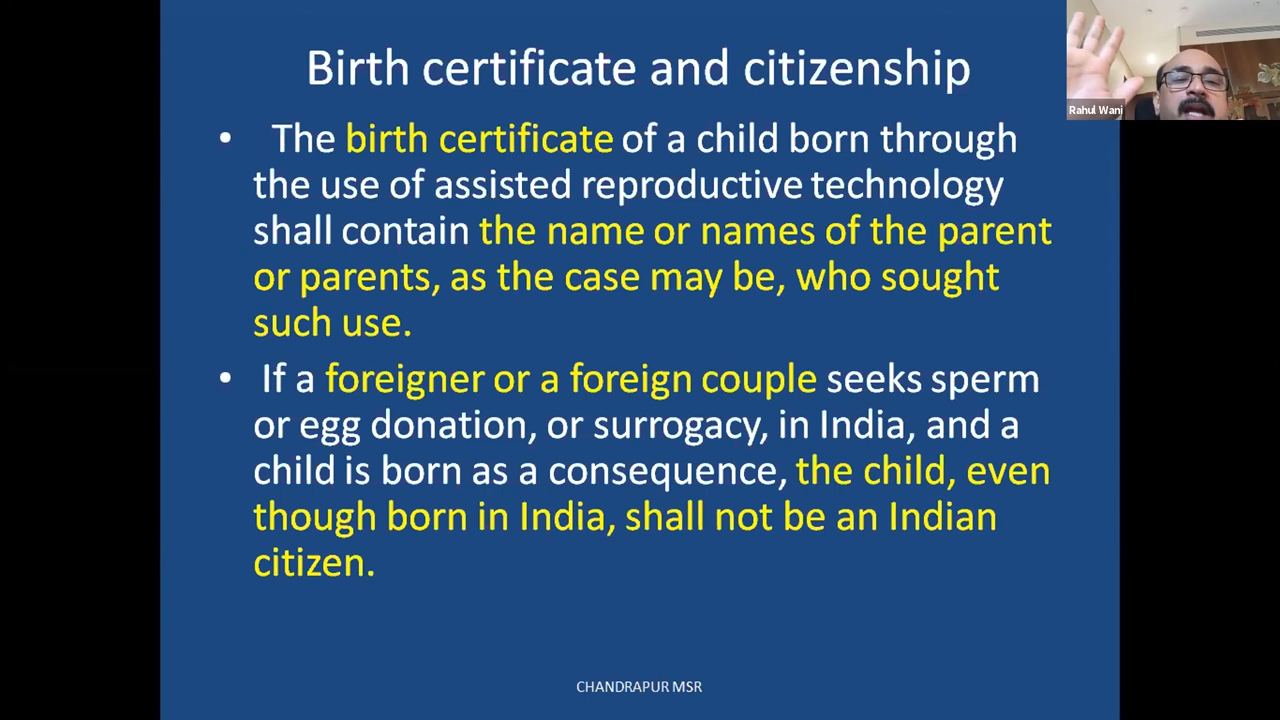 Birth certificate and citizenship
Rahul Wani
• The birth certificate of a child born through
the use of assisted reproductive technology
shall contain the name or names of the parent
or parents, as the case may be, who sought
such use.
• If a foreigner or a foreign couple seeks sperm
or egg donation, or surrogacy, in India, and a
child is born as a consequence, the child, even
though born in India, shall not be an Indian
citizen.
CHANDRAPUR MSR